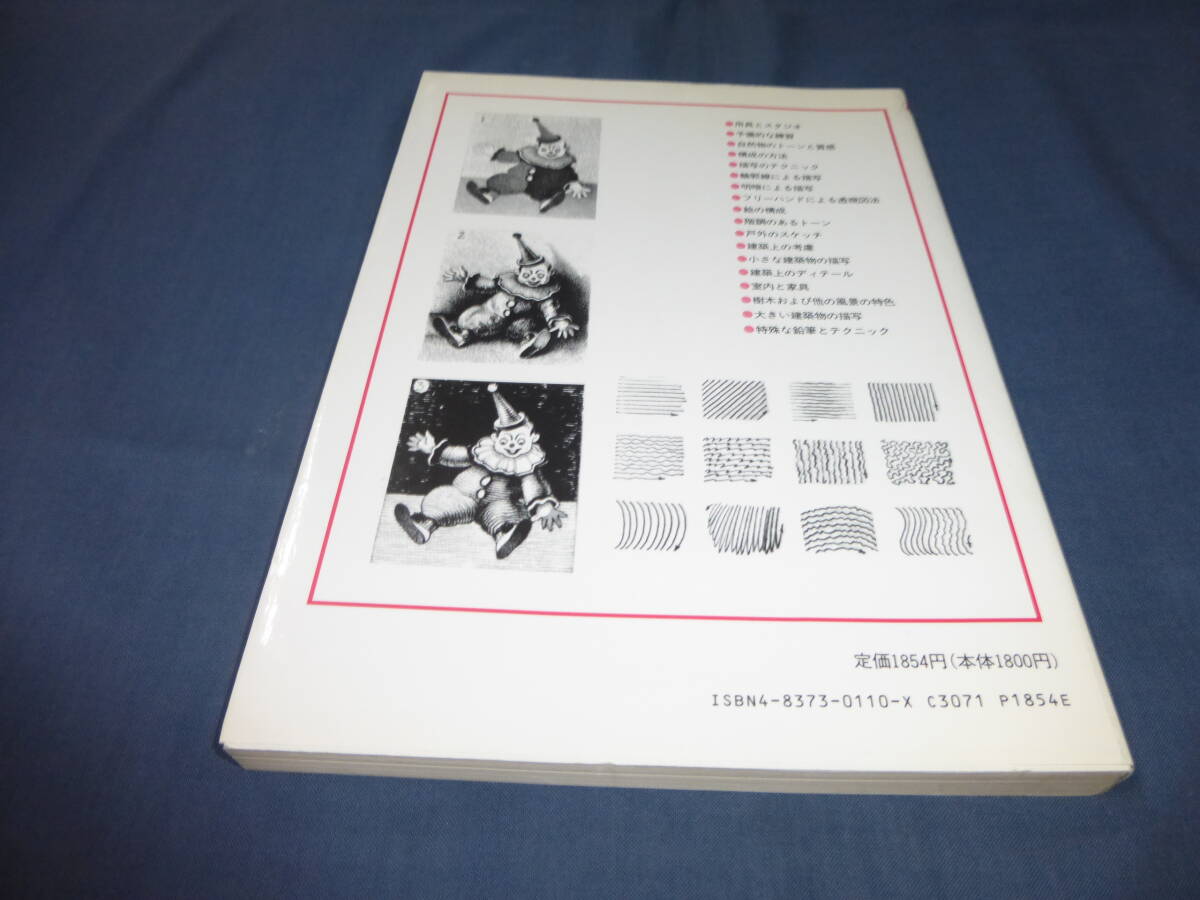 1
2
3
●用具とスタジオ
●予備的な練習
●自然物のトーンと質感
●構成の方法
●描写のテクニック
●輪郭線による描写
●明暗による描写
●フリーハンドによる透視図法
●絵の構成
●階調のあるトーン
●戸外のスケッチ
●建築上の考慮
●小さな建築物の描写
●建築上のディテール
●室内と家具
●樹木および他の風景の特色
●大きい建築物の描写
●特殊な鉛筆とテクニック
定価1854円(本体1800円)
ISBN4-8373-0110-X C3071 P1854E